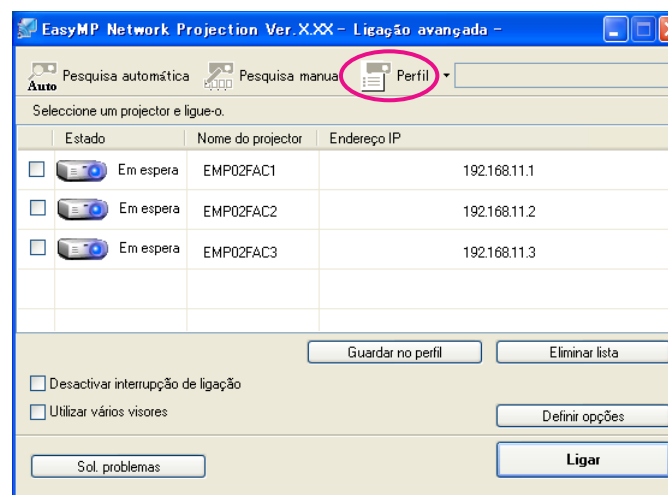 EasyMP Network Projection Ver.X.XX - Ligação avançada -
Auto Pesquisa automática Pesquisa manual Perfil
Seleccione um projector e ligue-o.
Estado Nome do projector Endereço IP
Em espera EMP02FAC1 192.168.11.1
Em espera EMP02FAC2 192.168.11.2
Em espera EMP02FAC3 192.168.11.3
Guardar no perfil Eliminar lista
Desactivar interrupção de ligação
Utilizar vários visores
Definir opções
Sol. problemas Ligar